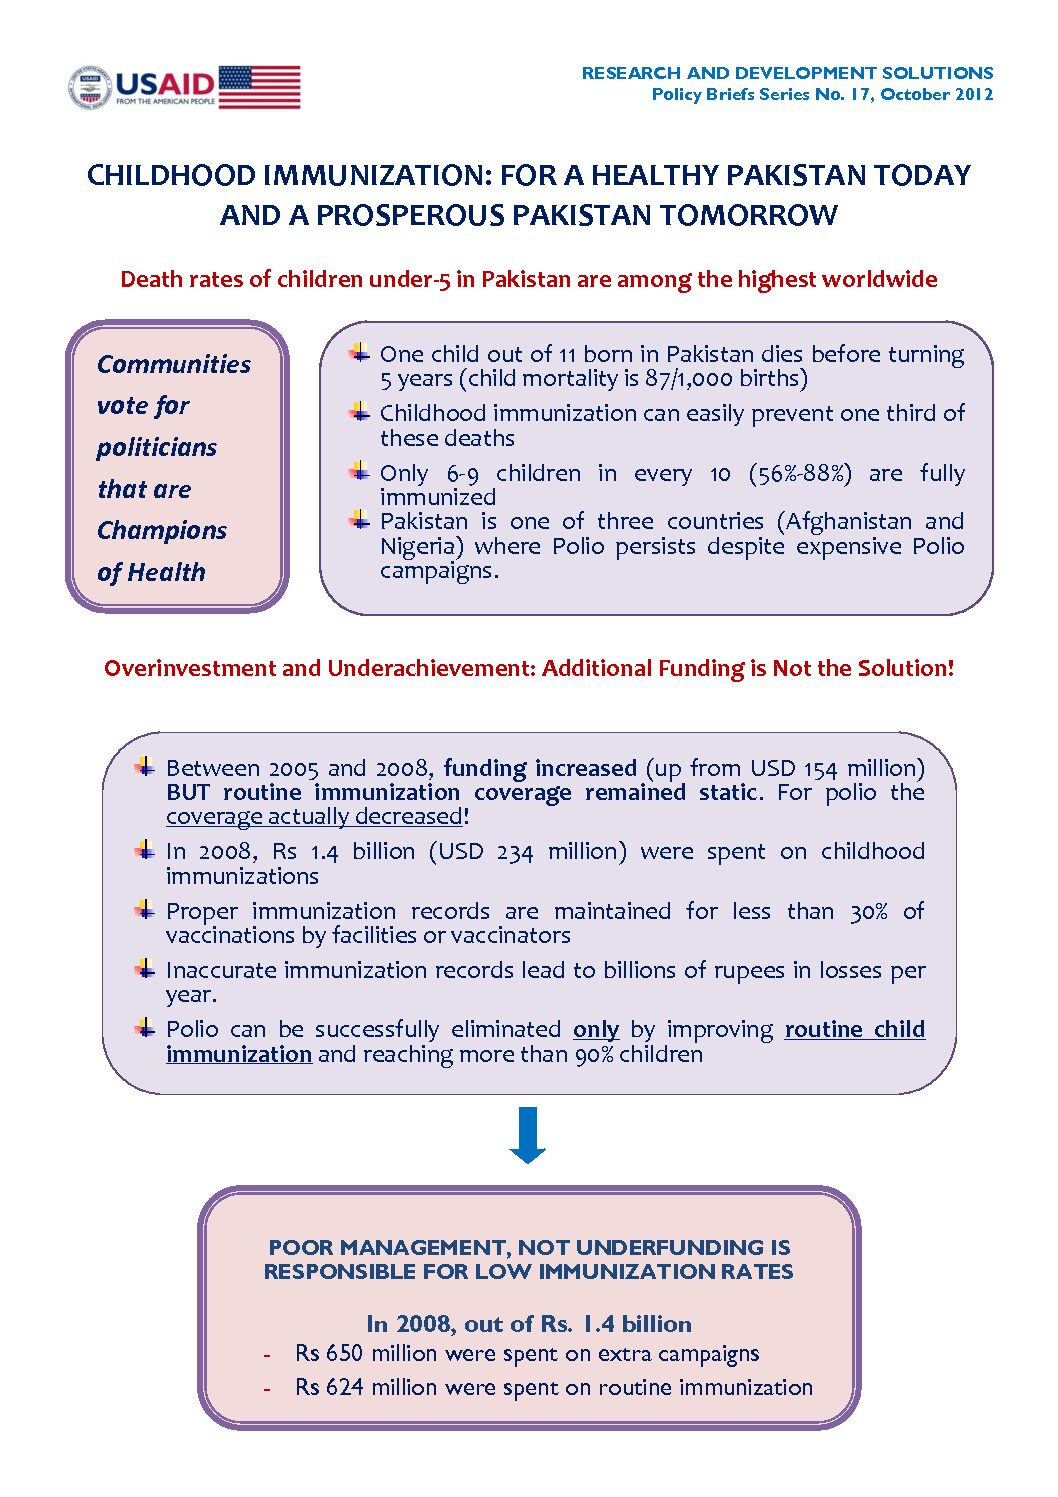 USAID
FROM THE AMERICAN PEOPLE
RESEARCH AND DEVELOPMENT SOLUTIONS
Policy Briefs Series No. 17, October 2012
CHILDHOOD IMMUNIZATION: FOR A HEALTHY PAKISTAN TODAY
AND A PROSPEROUS PAKISTAN TOMORROW
Death rates of children under-5 in Pakistan are among the highest worldwide
Communities
vote for
politicians
that are
Champions
of Health
One child out of 11 born in Pakistan dies before turning
5 years (child mortality is 87/1,000 births)
Childhood immunization can easily prevent one third of
these deaths
Only 6-9 children in every 10 (56%-88%) are fully
immunized
Pakistan is one of three countries (Afghanistan and
Nigeria) where Polio persists despite expensive Polio
campaigns.
Overinvestment and Underachievement: Additional Funding is Not the Solution!
Between 2005 and 2008, funding increased (up from USD 154 million)
BUT routine immunization coverage remained static. For polio the
coverage actually decreased!
In 2008, Rs 1.4 billion (USD 234 million) were spent on childhood
immunizations
Proper immunization records are maintained for less than 30% of
vaccinations by facilities or vaccinators
Inaccurate immunization records lead to billions of rupees in losses per
year.
Polio can be successfully eliminated only by improving routine child
immunization and reaching more than 90% children
POOR MANAGEMENT, NOT UNDERFUNDING IS
RESPONSIBLE FOR LOW IMMUNIZATION RATES
In 2008, out of Rs. 1.4 billion
- Rs 650 million were spent on extra campaigns
- Rs 624 million were spent on routine immunization